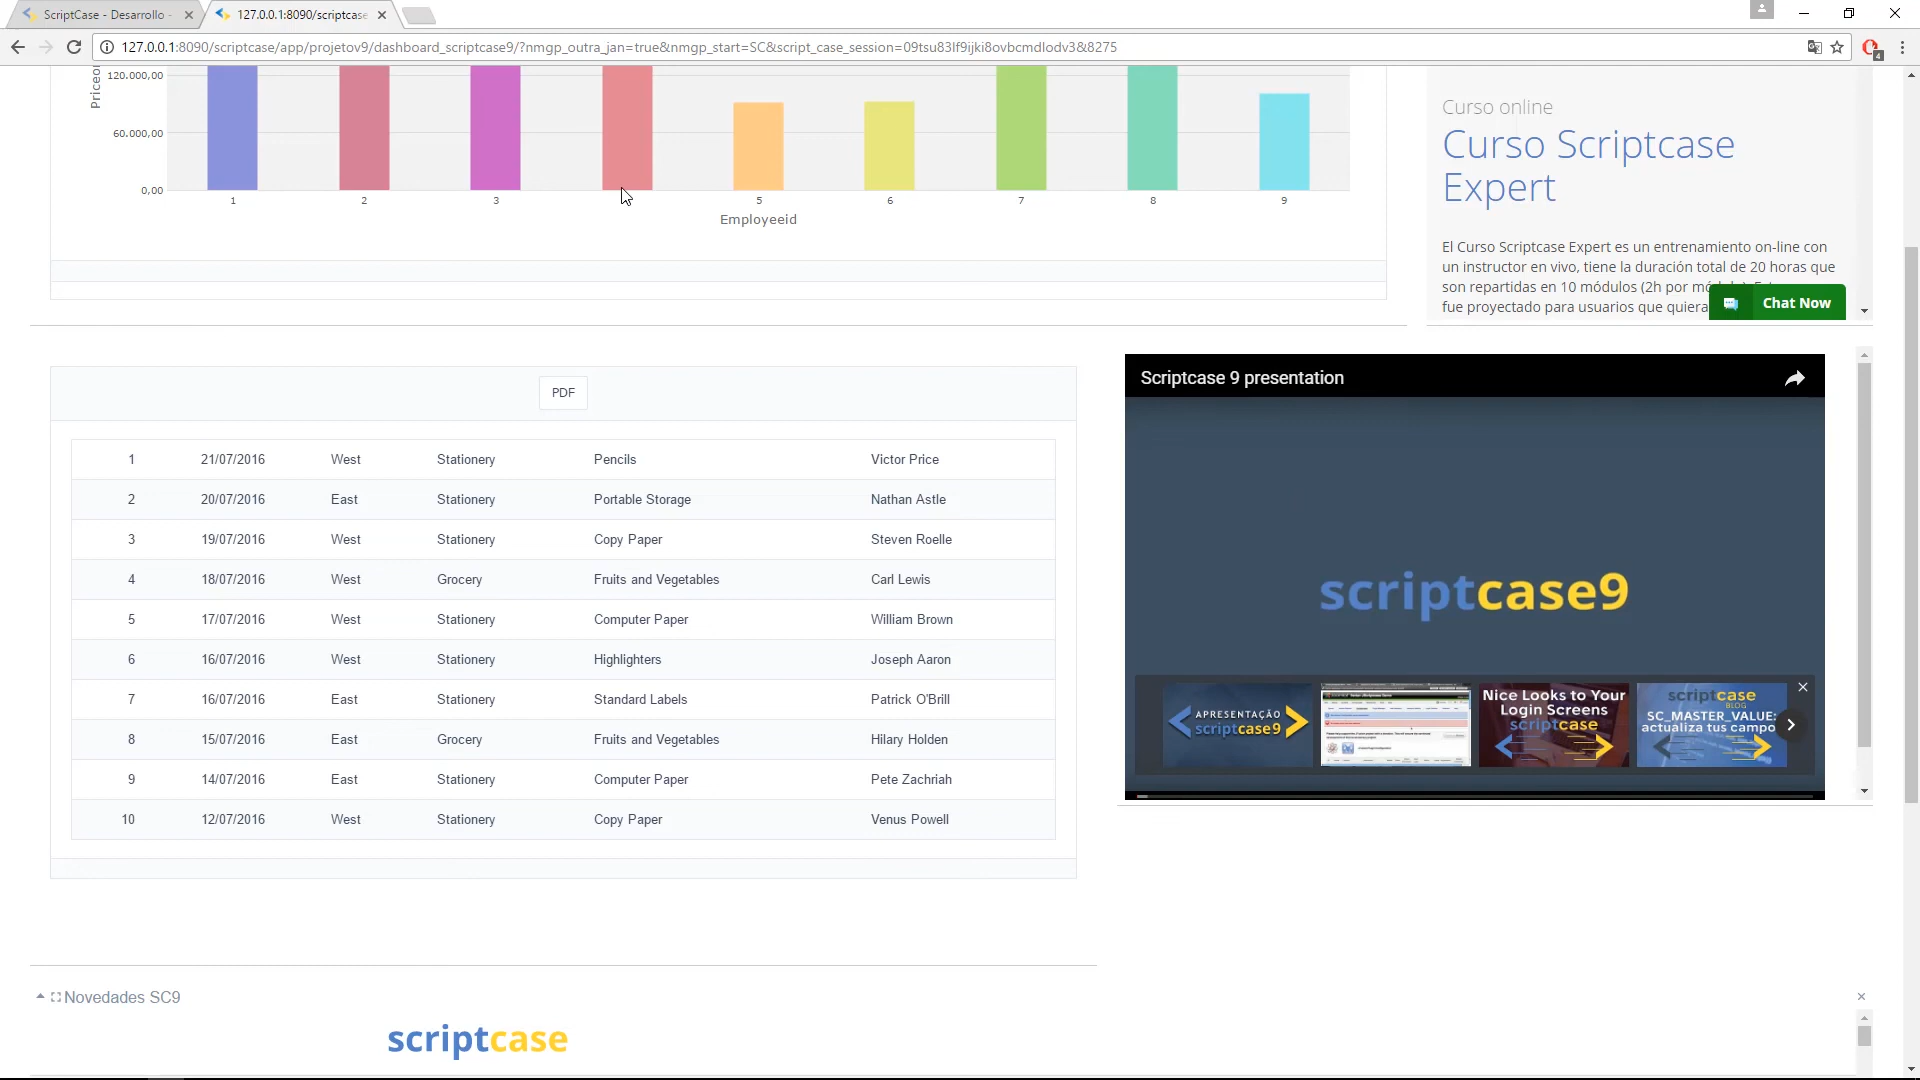 ScriptCase - Desarrollo -
127.0.0.1:8090/scriptcase
127.0.0.1:8090/scriptcase/app/projetov9/dashboard_scriptcase9/?nmgp_outra_jan=true&nmgp_start=SC&script_case_session=09tsu83lf9ijki8ovbcmdlodv3&8275
4
120.000,00
60.000,00
0,00
1 2 3 5 6 7 8 9
Employeeid
Curso online
Curso Scriptcase
Expert
El Curso Scriptcase Expert es un entrenamiento on-line con
un instructor en vivo, tiene la duración total de 20 horas que
son repartidas en 10 módulos (2h por
fue proyectado para usuarios que quiera
Chat Now
PDF
1 21/07/2016 West Stationery Pencils Victor Price
2 20/07/2016 East Stationery Portable Storage Nathan Astle
3 19/07/2016 West Stationery Copy Paper Steven Roelle
4 18/07/2016 West Grocery Fruits and Vegetables Carl Lewis
5 17/07/2016 West Stationery Computer Paper William Brown
6 16/07/2016 West Stationery Highlighters Joseph Aaron
7 16/07/2016 East Stationery Standard Labels Patrick O'Brill
8 15/07/2016 East Grocery Fruits and Vegetables Hilary Holden
9 14/07/2016 East Stationery Computer Paper Pete Zachriah
10 12/07/2016 West Stationery Copy Paper Venus Powell
Scriptcase 9 presentation
scriptcase9
APRESENTAÇÃO
scriptcase9
Nice Looks to Your
Login Screens
scriptcase
scriptcase
BLOG
SC_MASTER_VALUE:
actualiza tus campo
Novedades SC9
scriptcase